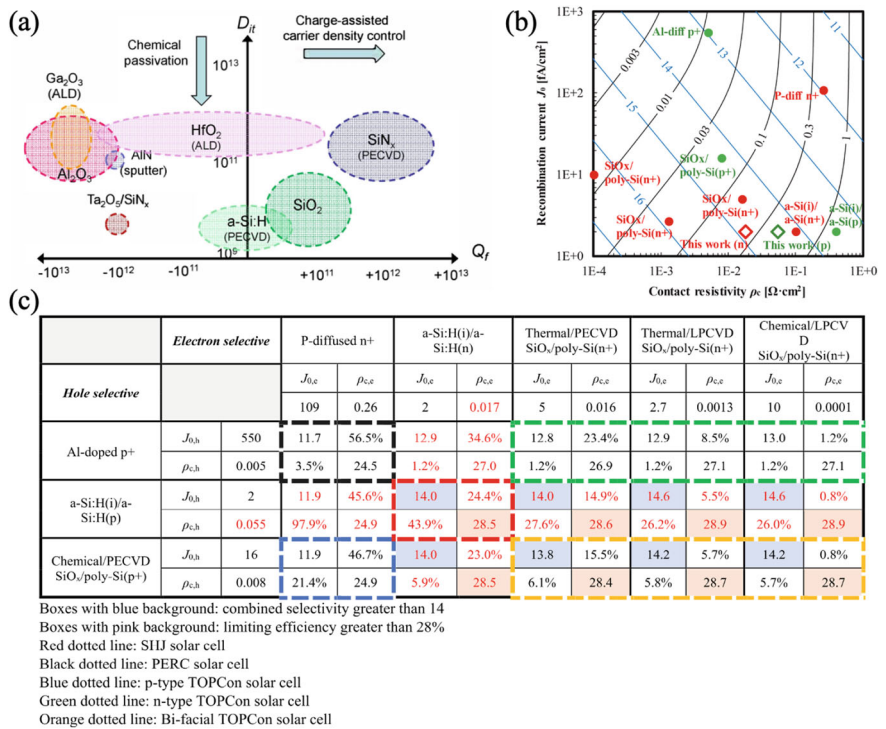 (a)
D_it
Charge-assisted
carrier density control
Chemical
passivation
10^13
Ga2O3
(ALD)
HfO2
(ALD)
SiNx
(PECVD)
AlN
(sputter)
10^11
Al2O3
Ta2O5/SiNx
SiO2
a-Si:H
(PECVD)
10^9
-10^13
-10^12
-10^11
+10^11
+10^12
+10^13
Q_f
(b)
Recombination current J0 [fA/cm²]
1E+3
1E+2
1E+1
1E+0
1E-4
1E-3
1E-2
1E-1
1E+0
Contact resistivity ρc [Ω·cm²]
0.003
0.01
0.03
0.1
0.3
1
11
12
13
14
15
16
Al-diff p+
P-diff n+
SiOx/
poly-Si(n+)
SiOx/
poly-Si(p+)
SiOx/
poly-Si(n+)
SiOx/
poly-Si(n+)
a-Si(i)/
a-Si(n+)
a-Si(i)/
a-Si(p)
This work (n)
This work (p)
(c)
Electron selective P-diffused n+ a-Si:H(i)/a-Si:H(n) Thermal/PECVD SiOx/poly-Si(n+) Thermal/LPCVD SiOx/poly-Si(n+) Chemical/LPCVD SiOx/poly-Si(n+)
Hole selective J0,e ρc,e J0,e ρc,e J0,e ρc,e J0,e ρc,e J0,e ρc,e
109 0.26 2 0.017 5 0.016 2.7 0.0013 10 0.0001
Al-doped p+ J0,h 550 11.7 56.5% 12.9 34.6% 12.8 23.4% 12.9 8.5% 13.0 1.2%
ρc,h 0.005 3.5% 24.5 1.2% 27.0 1.2% 26.9 1.2% 27.1 1.2% 27.1
a-Si:H(i)/a-Si:H(p) J0,h 2 11.9 45.6% 14.0 24.4% 14.0 14.9% 14.6 5.5% 14.6 0.8%
ρc,h 0.055 97.9% 24.9 43.9% 28.5 27.6% 28.6 26.2% 28.9 26.0% 28.9
Chemical/PECVD SiOx/poly-Si(p+) J0,h 16 11.9 46.7% 14.0 23.0% 13.8 15.5% 14.2 5.7% 14.2 0.8%
ρc,h 0.008 21.4% 24.9 5.9% 28.5 6.1% 28.4 5.8% 28.7 5.7% 28.7
Boxes with blue background: combined selectivity greater than 14
Boxes with pink background: limiting efficiency greater than 28%
Red dotted line: SHJ solar cell
Black dotted line: PERC solar cell
Blue dotted line: p-type TOPCon solar cell
Green dotted line: n-type TOPCon solar cell
Orange dotted line: Bi-facial TOPCon solar cell